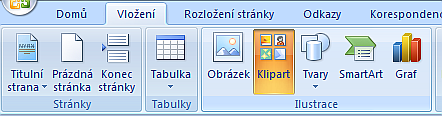 Domů Vložení Rozložení stránky Odkazy Koresponden
Titulní strana
Prázdná stránka
Konec stránky
Tabulka
Obrázek
Klipart
Tvary
SmartArt
Graf
Stránky Tabulky Ilustrace